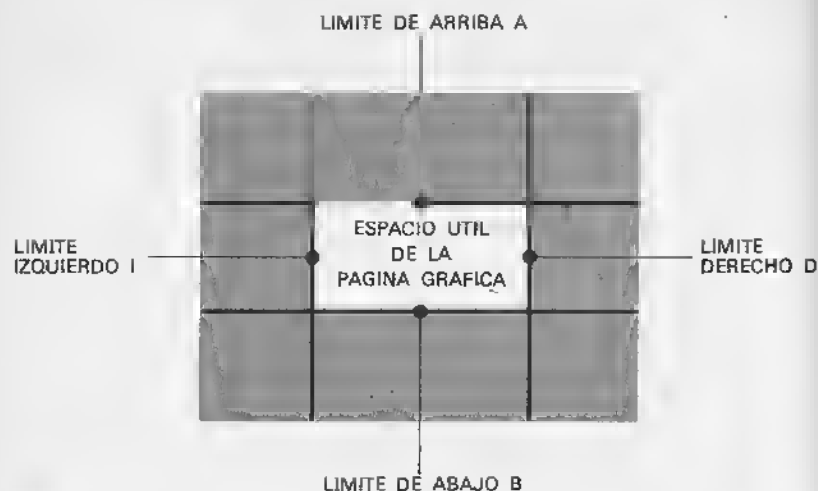 LIMITE DE ARRIBA A
ESPACIO UTIL
DE LA
PAGINA GRAFICA
LIMITE
IZQUIERDO I
LIMITE
DERECHO D
LIMITE DE ABAJO B